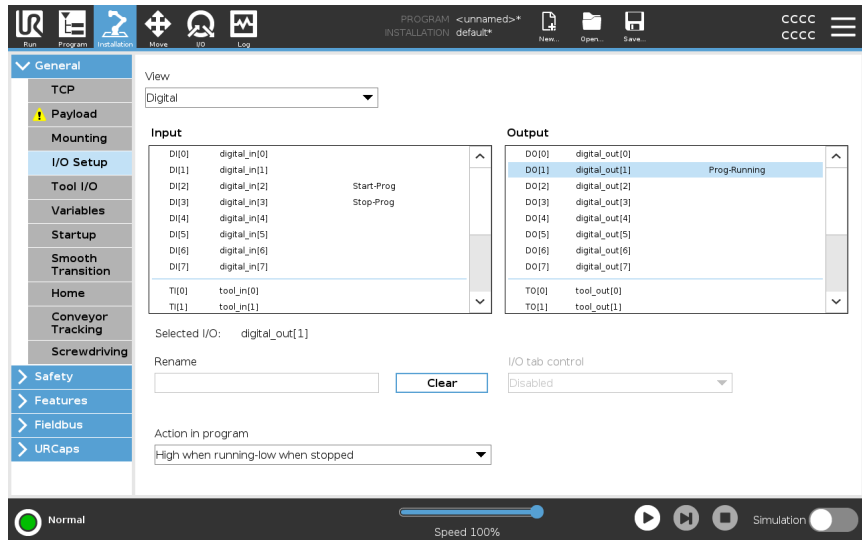 UR
Run
Program
Installation
Move
I/O
Log
PROGRAM <unnamed>*
INSTALLATION default*
New...
Open...
Save...
CCCC
CCCC
General
TCP
Payload
Mounting
I/O Setup
Tool I/O
Variables
Startup
Smooth
Transition
Home
Conveyor
Tracking
Screwdriving
Safety
Features
Fieldbus
URCaps
View
Digital
Input
DI[0] digital_in[0]
DI[1] digital_in[1]
DI[2] digital_in[2] Start-Prog
DI[3] digital_in[3] Stop-Prog
DI[4] digital_in[4]
DI[5] digital_in[5]
DI[6] digital_in[6]
DI[7] digital_in[7]
TI[0] tool_in[0]
TI[1] tool_in[1]
Output
DO[0] digital_out[0]
DO[1] digital_out[1] Prog-Running
DO[2] digital_out[2]
DO[3] digital_out[3]
DO[4] digital_out[4]
DO[5] digital_out[5]
DO[6] digital_out[6]
DO[7] digital_out[7]
TO[0] tool_out[0]
TO[1] tool_out[1]
Selected I/O: digital_out[1]
Rename
Clear
I/O tab control
Disabled
Action in program
High when running-low when stopped
Normal
Speed 100%
Simulation